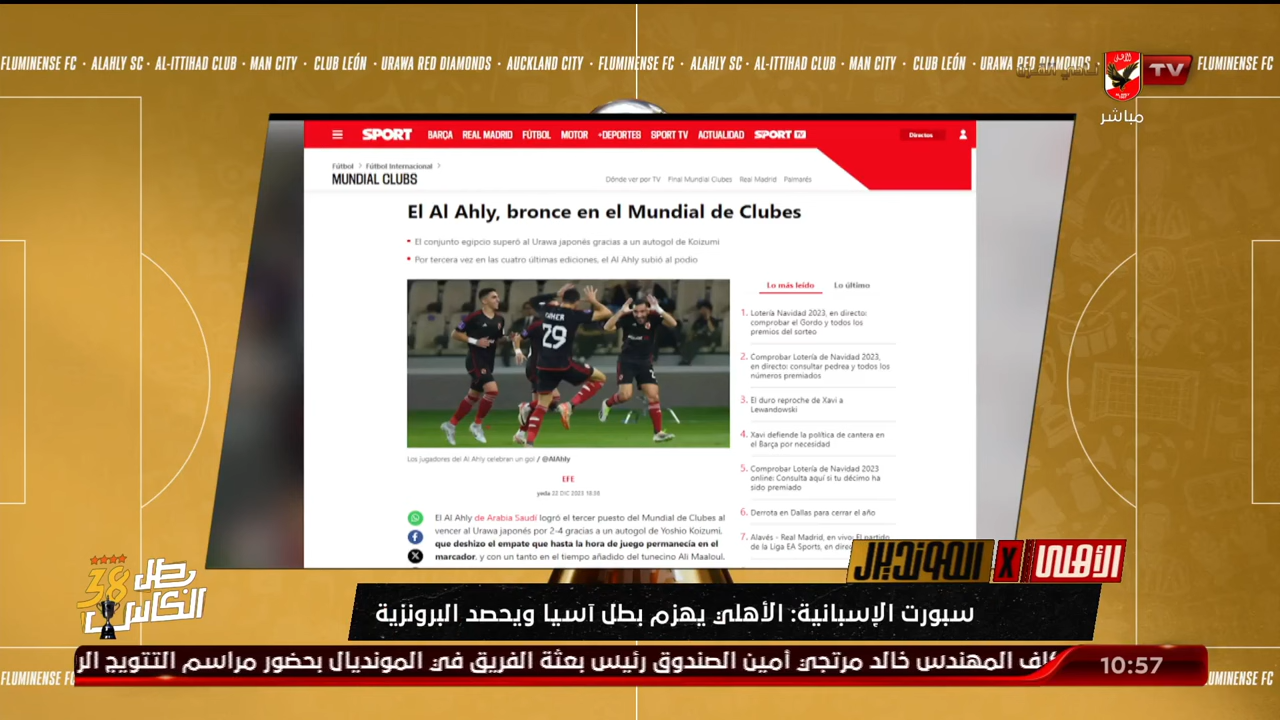 FLUMINENSE FC · ALAHLY SC · AL-ITTIHAD CLUB · MAN CITY · CLUB LEÓN · URAWA RED DIAMONDS · AUCKLAND CITY · FLUMINENSE FC · ALAHLY SC · AL-ITTIHAD CLUB · MAN CITY · CLUB LEÓN · URAWA RED DIAMONDS · FLUMINENSE FC
TV
مباشر
SPORT BARÇA REAL MADRID FÚTBOL MOTOR +DEPORTES SPORT TV ACTUALIDAD SPORT Directos
Fútbol > Fútbol Internacional >
MUNDIAL CLUBS
Dónde ver por TV Final Mundial Clubes Real Madrid Palmarés
El Al Ahly, bronce en el Mundial de Clubes
El conjunto egipcio superó al Urawa japonés gracias a un autogol de Koizumi
Por tercera vez en las cuatro últimas ediciones, el Al Ahly subió al podio
29
Los jugadores del Al Ahly celebran un gol / @AlAhly
EFE
yeda 22 DIC 2023 18:38
El Al Ahly de Arabia Saudí logró el tercer puesto del Mundial de Clubes al
vencer al Urawa japonés por 2-4 gracias a un autogol de Yoshio Koizumi,
que deshizo el empate que hasta la hora de juego permanecía en el
marcador, y con un tanto en el tiempo añadido del tunecino Ali Maaloul.
Lo más leído Lo último
1. Lotería Navidad 2023, en directo:
comprobar el Gordo y todos los
premios del sorteo
2. Comprobar Lotería de Navidad 2023,
en directo: consultar pedrea y todos los
números premiados
3. El duro reproche de Xavi a
Lewandowski
4. Xavi defiende la política de cantera en
el Barça por necesidad
5. Comprobar Lotería de Navidad 2023
online: Consulta aquí si tu décimo ha
sido premiado
6. Derrota en Dallas para cerrar el año
7. Alavés - Real Madrid, en vivo: El partido
de la Liga EA Sports, en direc
الأهلي X المونديال
بطل الكاس 38
سبورت الإسبانية: الأهلي يهزم بطل آسيا ويحصد البرونزية
المهندس خالد مرتجي أمين الصندوق رئيس بعثة الفريق في المونديال بحضور مراسم التتويج
10:57
FLUMINENSE FC